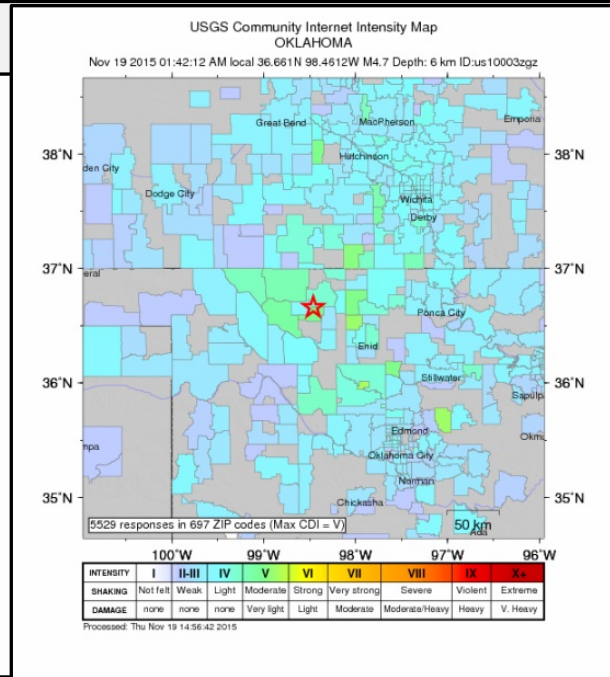 USGS Community Internet Intensity Map
OKLAHOMA
Nov 19 2015 01:42:12 AM local 36.661N 98.4612W M4.7 Depth: 6 km ID:us10003zgz
Great Bend
MacPherson
Emporia
38°N
38°N
den City
Hutchinson
Dodge City
Wichita
Derby
37°N
37°N
eral
Ponca City
Enid
36°N
Stillwater
36°N
Sapulp
Edmond
Okm
mpa
Oklahoma City
Norman
35°N
Chickasha
35°N
5529 responses in 697 ZIP codes (Max CDI = V)
50 km
Ada
100°W 99°W 98°W 97°W 96°W
INTENSITY I II-III IV V VI VII VIII IX X+
SHAKING Not felt Weak Light Moderate Strong Very strong Severe Violent Extreme
DAMAGE none none none Very light Light Moderate Moderate/Heavy Heavy V. Heavy
Processed: Thu Nov 19 14:56:42 2015